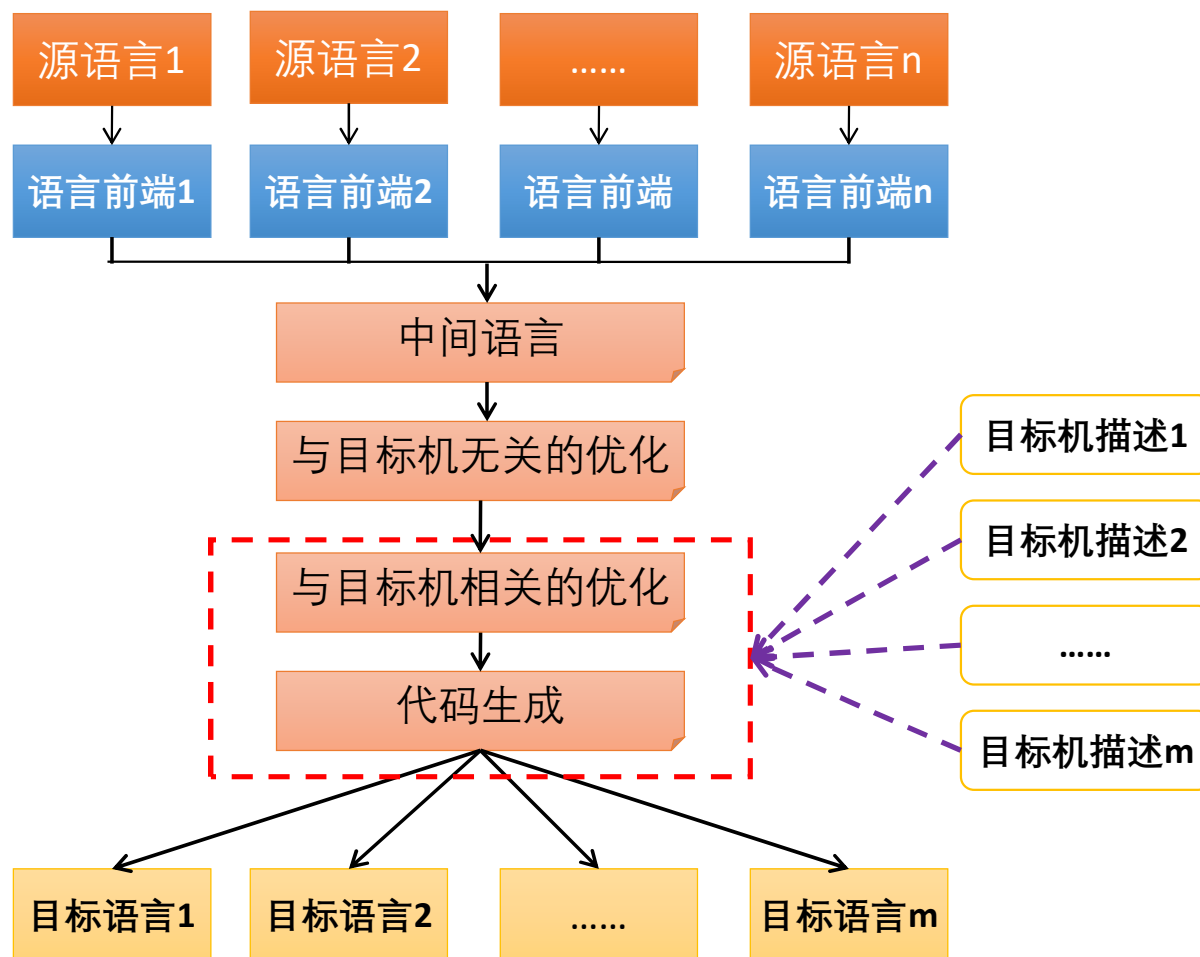 源语言1
源语言2
……
源语言n
语言前端1
语言前端2
语言前端
语言前端n
中间语言
与目标机无关的优化
与目标机相关的优化
代码生成
目标机描述1
目标机描述2
……
目标机描述m
目标语言1
目标语言2
……
目标语言m